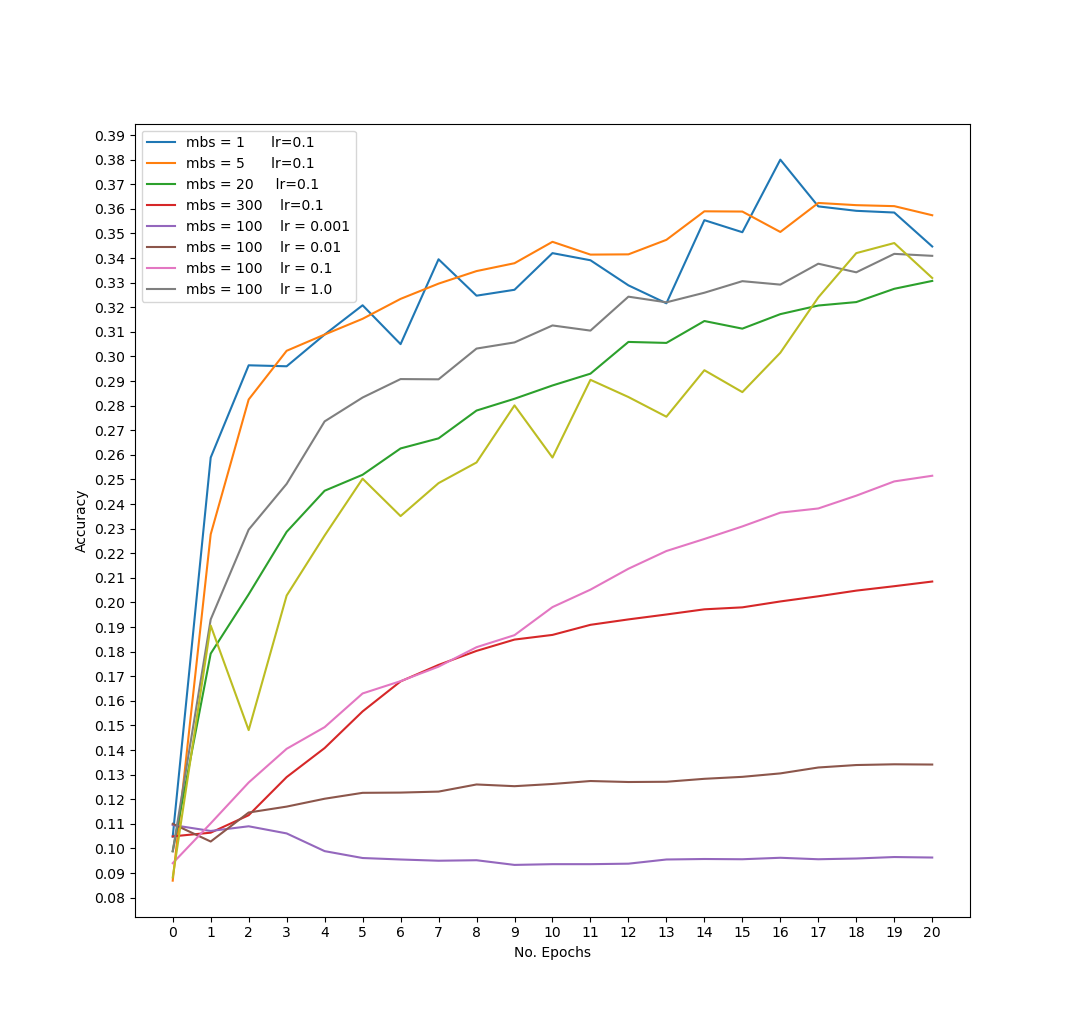 0.39
0.38
0.37
0.36
0.35
0.34
0.33
0.32
0.31
0.30
0.29
0.28
0.27
0.26
0.25
0.24
0.23
0.22
0.21
0.20
0.19
0.18
0.17
0.16
0.15
0.14
0.13
0.12
0.11
0.10
0.09
0.08
Accuracy
mbs = 1 lr=0.1
mbs = 5 lr=0.1
mbs = 20 lr=0.1
mbs = 300 lr=0.1
mbs = 100 lr = 0.001
mbs = 100 lr = 0.01
mbs = 100 lr = 0.1
mbs = 100 lr = 1.0
0 1 2 3 4 5 6 7 8 9 10 11 12 13 14 15 16 17 18 19 20
No. Epochs